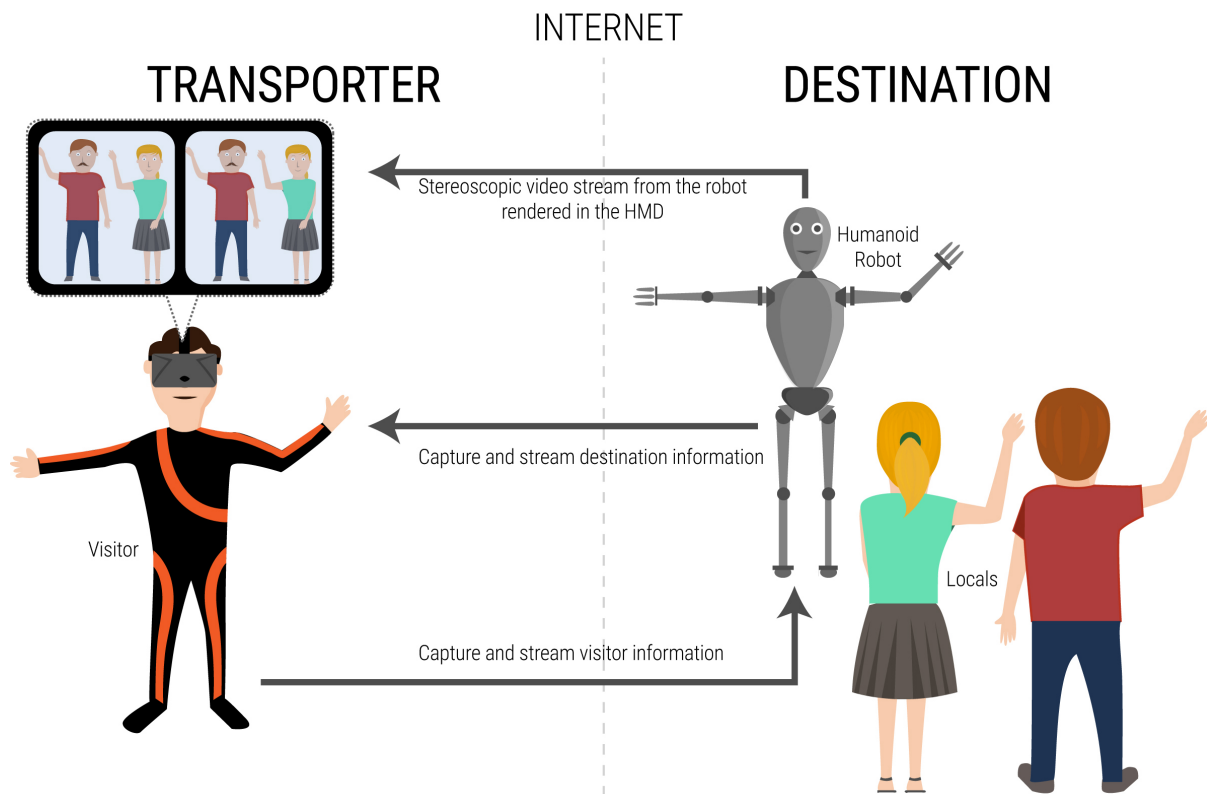 INTERNET
TRANSPORTER
DESTINATION
Stereoscopic video stream from the robot
rendered in the HMD
Humanoid
Robot
Capture and stream destination information
Visitor
Locals
Capture and stream visitor information